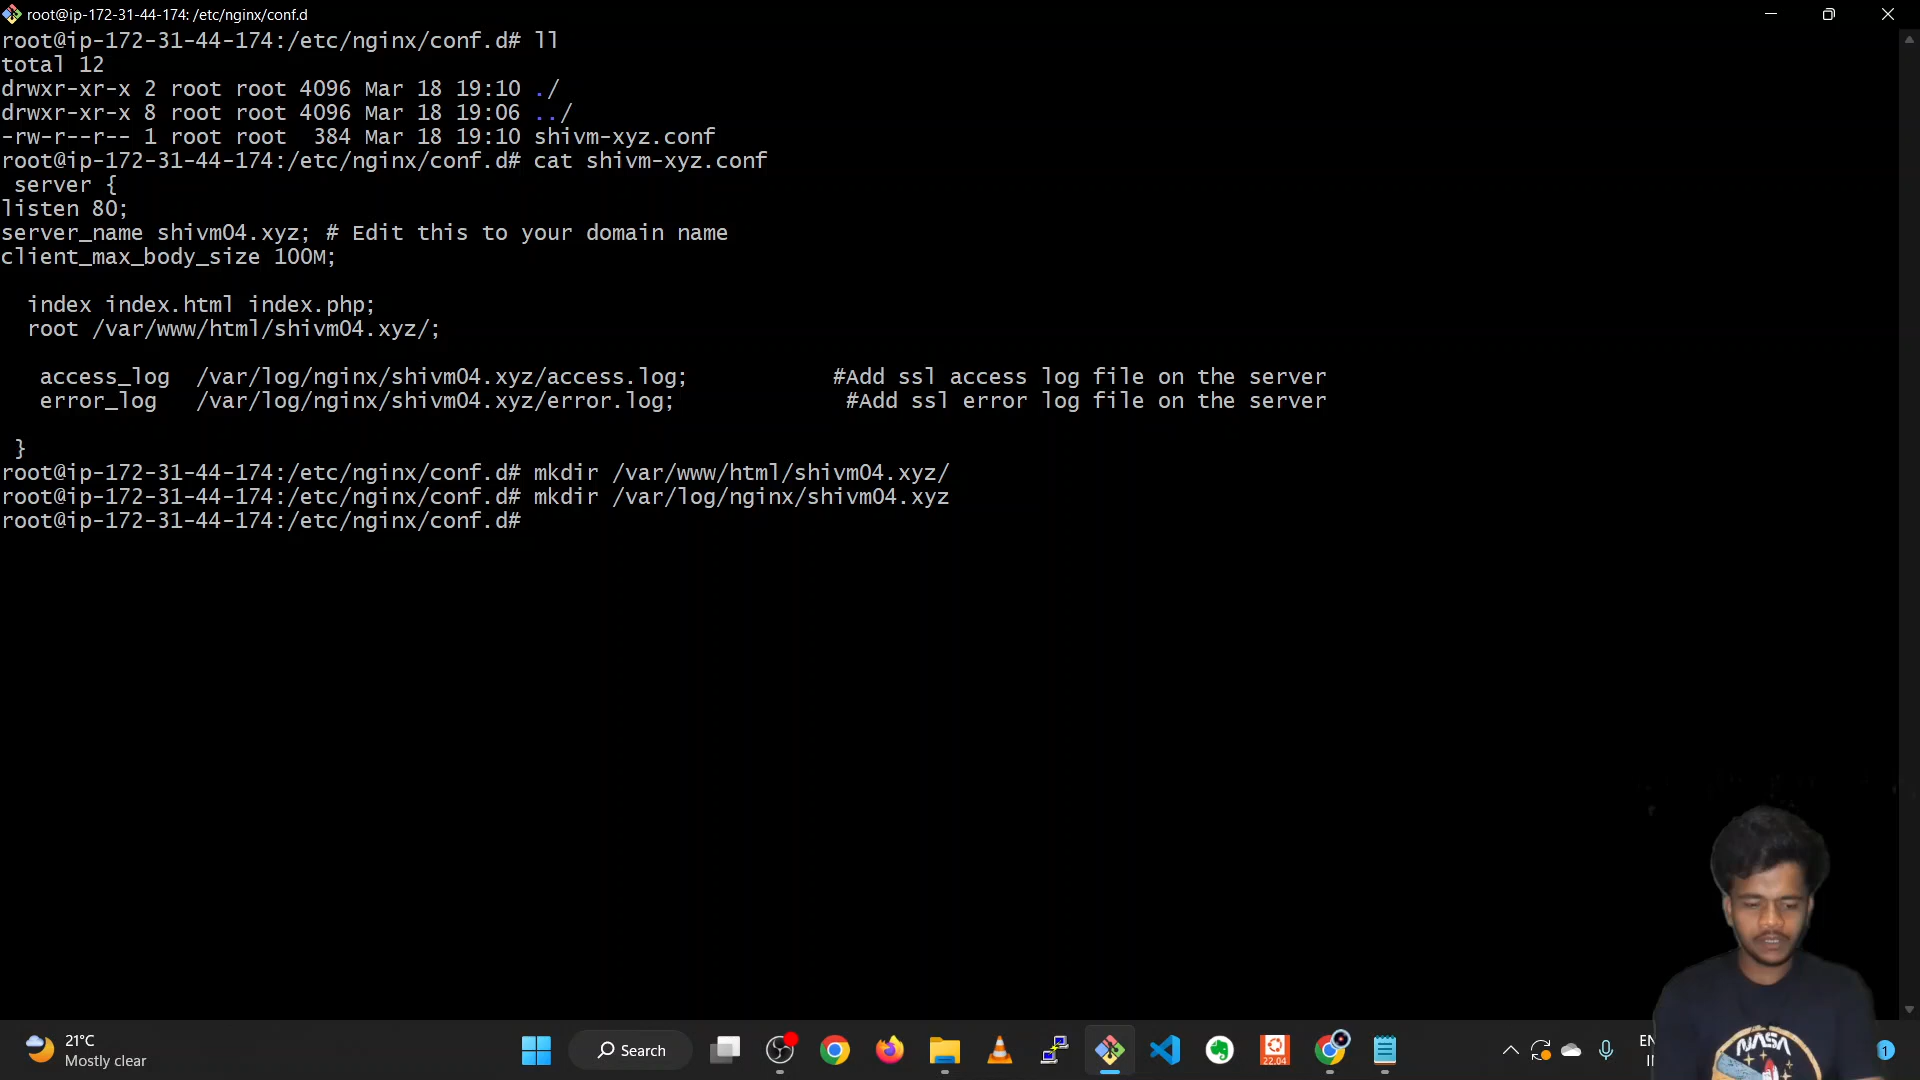 root@ip-172-31-44-174: /etc/nginx/conf.d
root@ip-172-31-44-174:/etc/nginx/conf.d# ll
total 12
drwxr-xr-x 2 root root 4096 Mar 18 19:10 ./
drwxr-xr-x 8 root root 4096 Mar 18 19:06 ../
-rw-r--r-- 1 root root  384 Mar 18 19:10 shivm-xyz.conf
root@ip-172-31-44-174:/etc/nginx/conf.d# cat shivm-xyz.conf
 server {
listen 80;
server_name shivm04.xyz; # Edit this to your domain name
client_max_body_size 100M;
  index index.html index.php;
  root /var/www/html/shivm04.xyz/;
   access_log  /var/log/nginx/shivm04.xyz/access.log;           #Add ssl access log file on the server
   error_log   /var/log/nginx/shivm04.xyz/error.log;             #Add ssl error log file on the server
 }
root@ip-172-31-44-174:/etc/nginx/conf.d# mkdir /var/www/html/shivm04.xyz/
root@ip-172-31-44-174:/etc/nginx/conf.d# mkdir /var/log/nginx/shivm04.xyz
root@ip-172-31-44-174:/etc/nginx/conf.d#
NASA
21°C
Mostly clear
Search
22.04
1